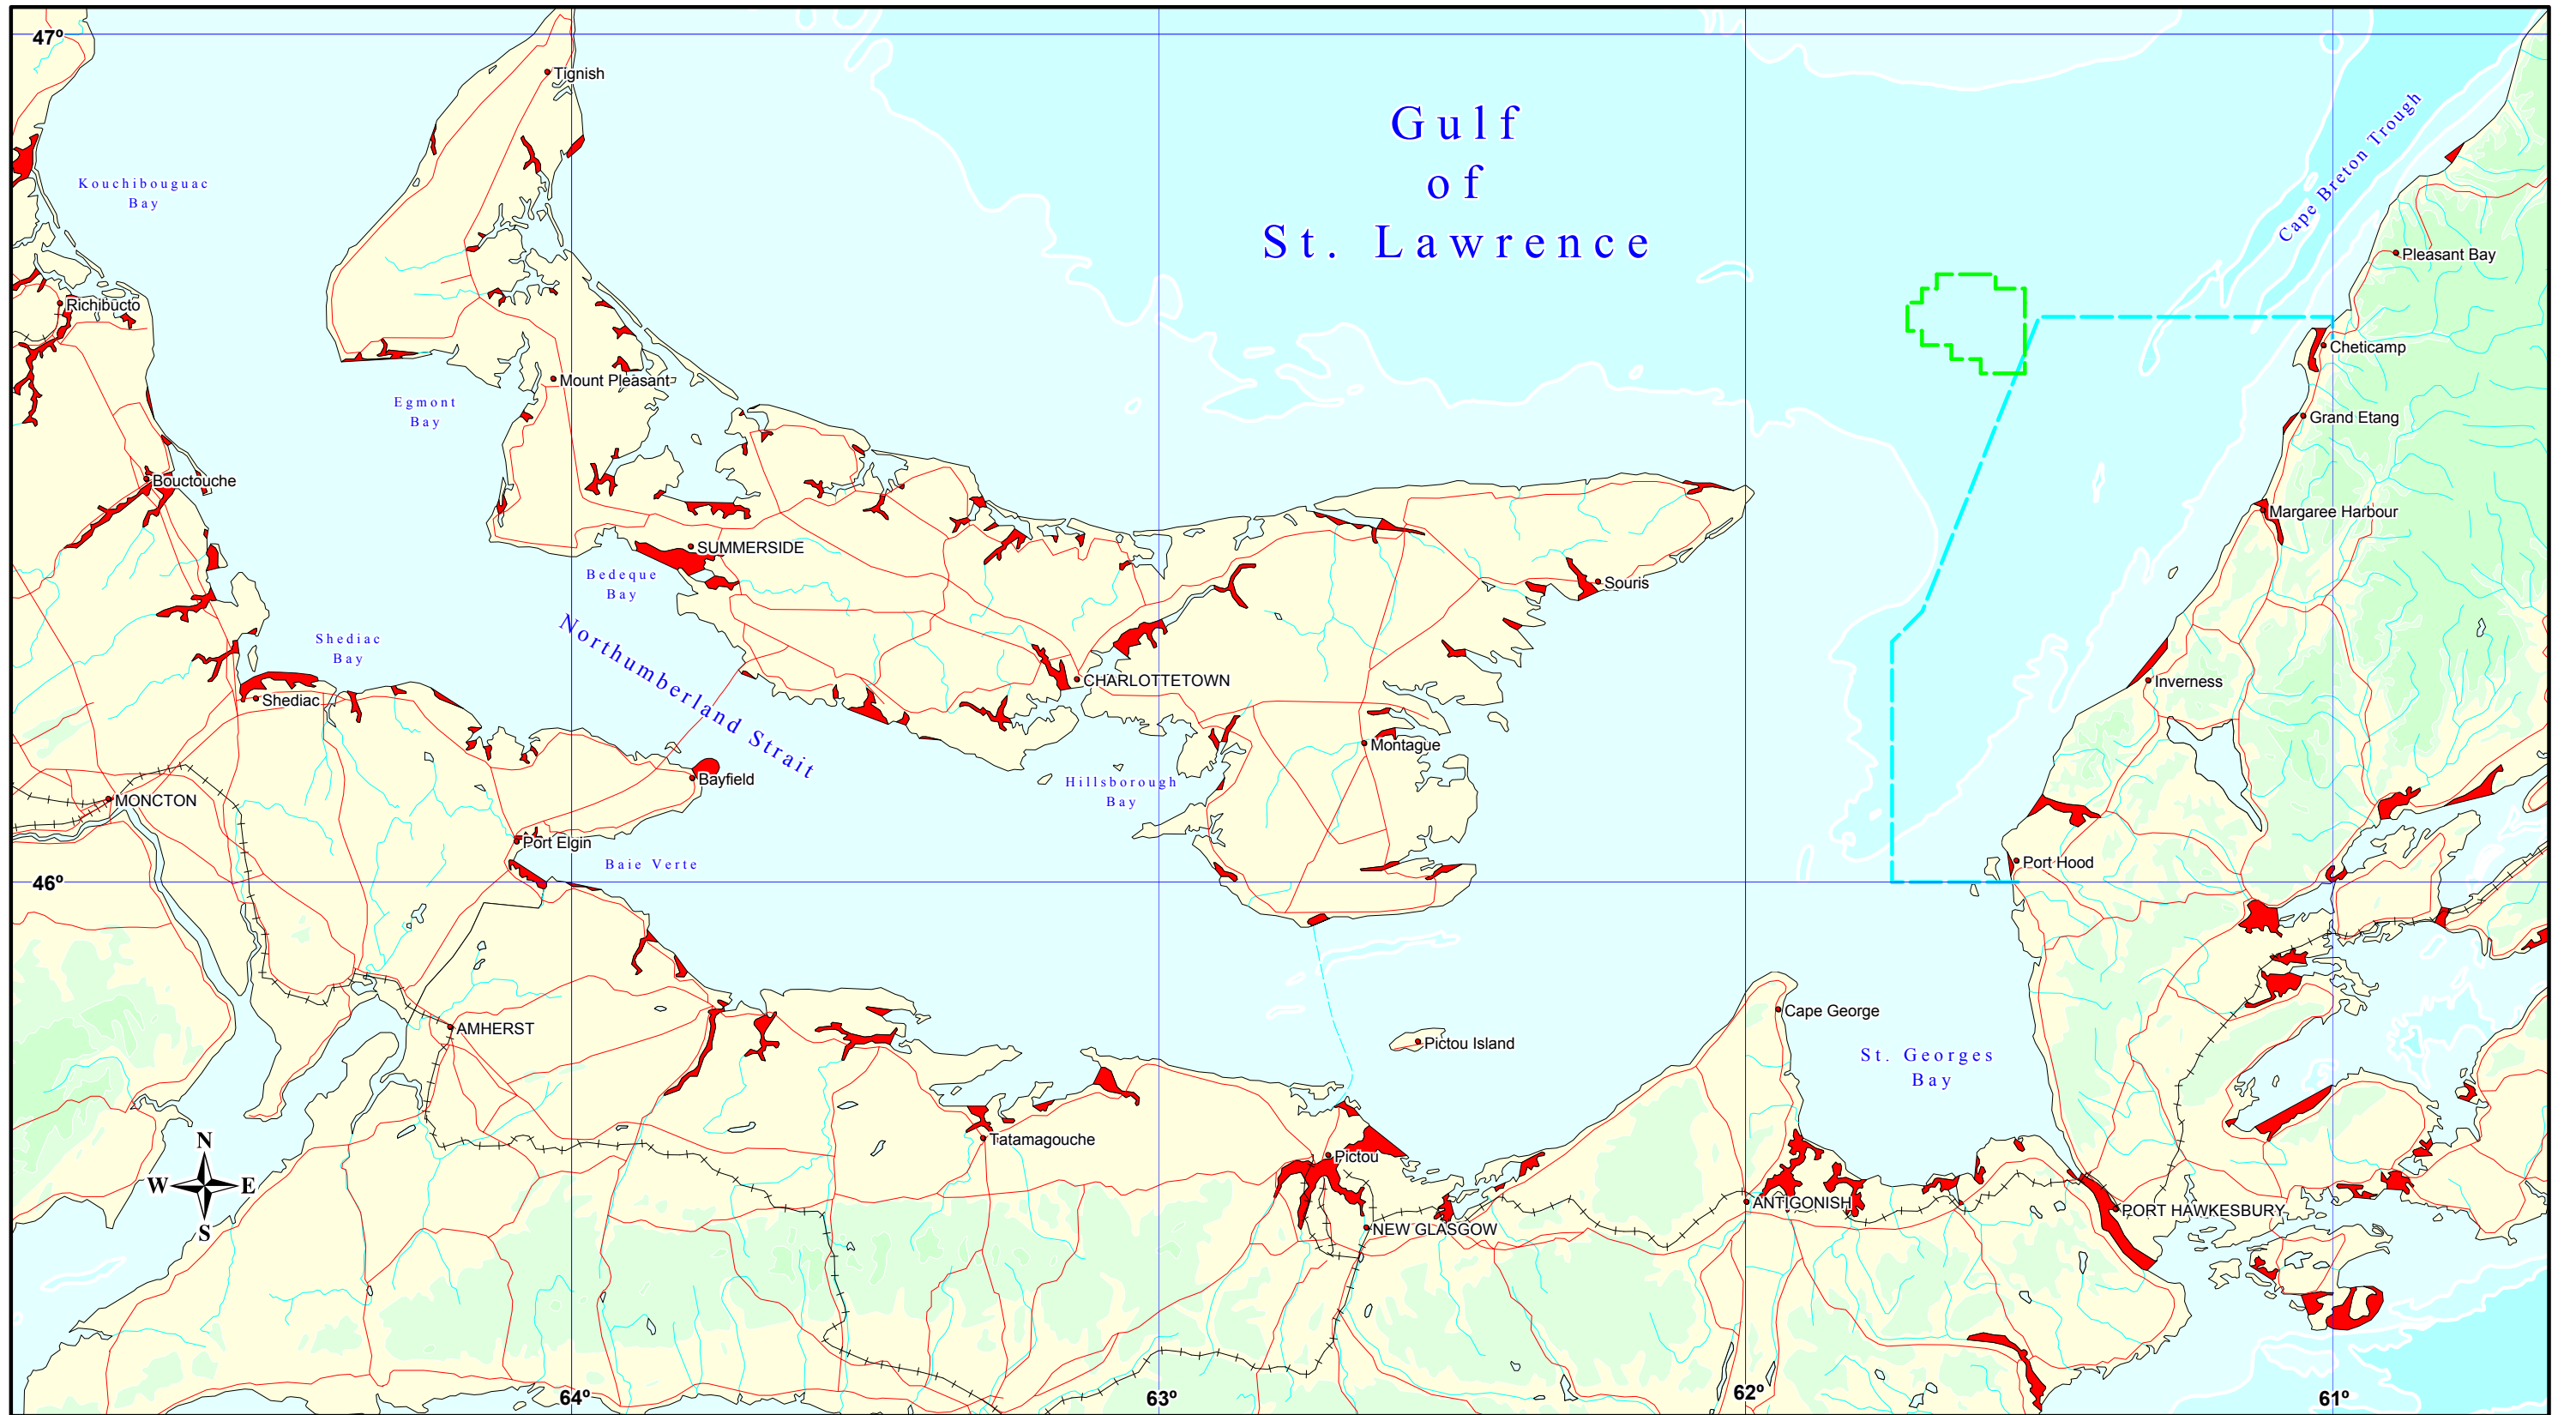 47º
Tignish
Gulf
of
St. Lawrence
Cape Breton Trough
Kouchibouguac
Bay
Pleasant Bay
Richibucto
Cheticamp
Mount Pleasant
Egmont
Bay
Grand Etang
Bouctouche
Margaree Harbour
SUMMERSIDE
Bedeque
Bay
Souris
Northumberland Strait
Shediac
Bay
CHARLOTTETOWN
Inverness
Shediac
Montague
Bayfield
Hillsborough
Bay
MONCTON
Port Elgin
Baie Verte
Port Hood
46º
Cape George
AMHERST
Pictou Island
St. Georges
Bay
Tatamagouche
Pictou
N
W E
S
ANTIGONISH
PORT HAWKESBURY
NEW GLASGOW
64º
63º
62º
61º